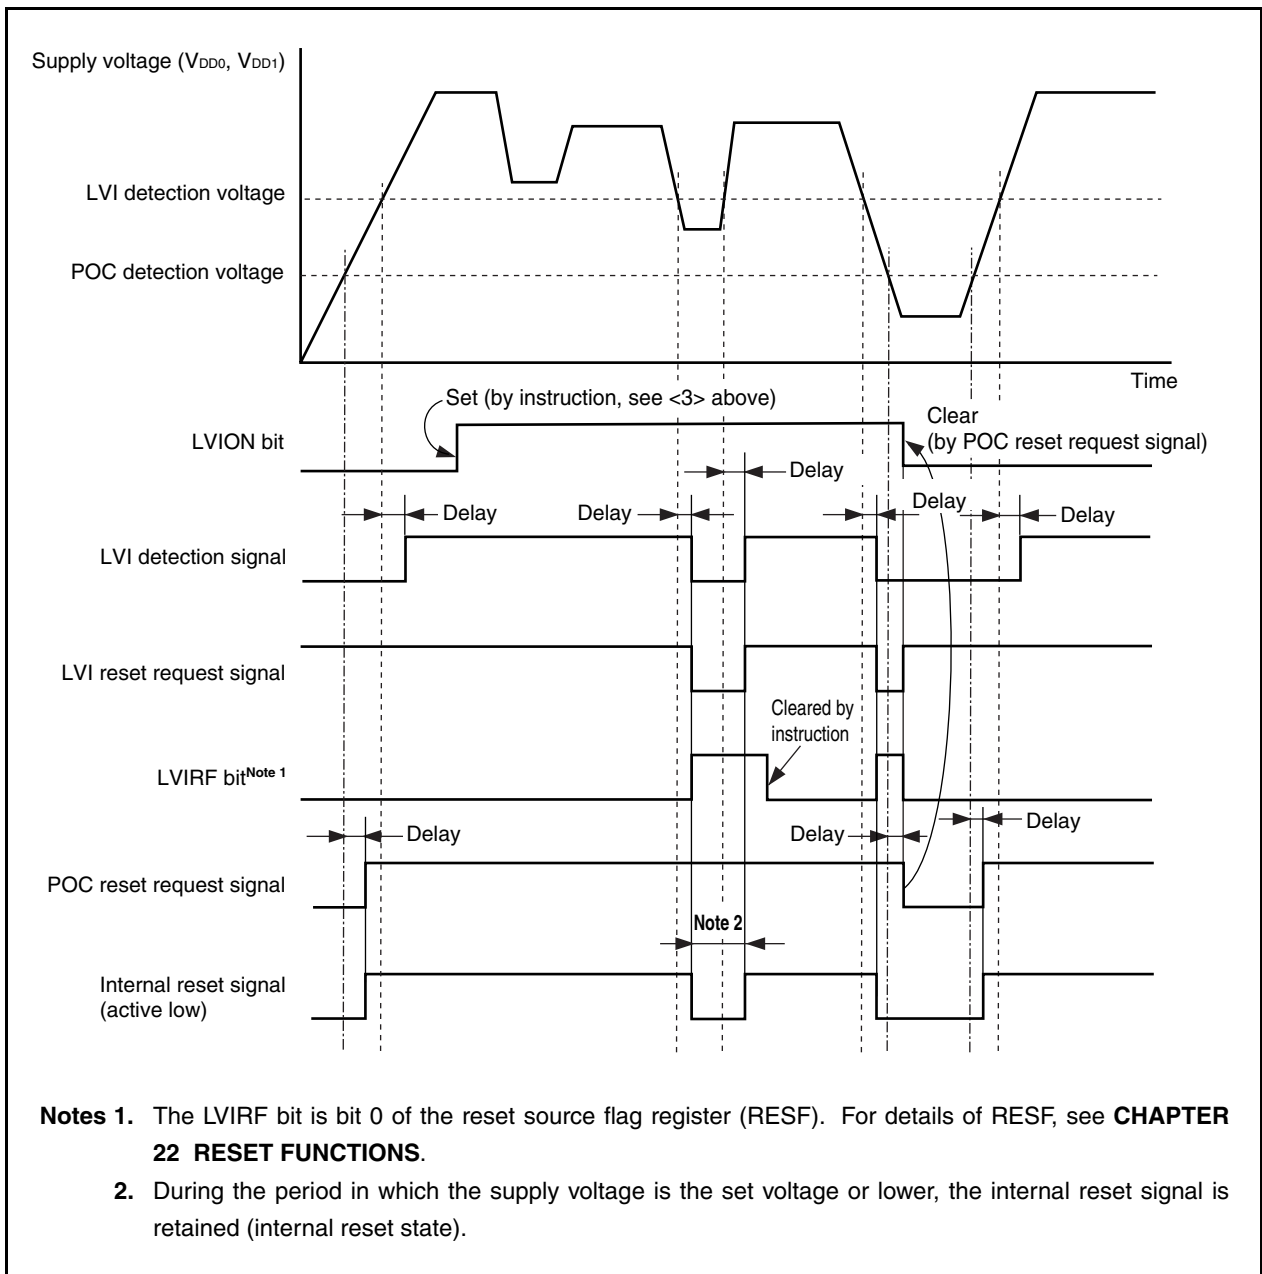 Supply voltage (VDD0, VDD1)
LVI detection voltage
POC detection voltage
Time
Set (by instruction, see <3> above)
Clear
(by POC reset request signal)
LVION bit
Delay
Delay
Delay
Delay
Delay
LVI detection signal
LVI reset request signal
Cleared by
instruction
LVIRF bitNote 1
Delay
Delay
Delay
POC reset request signal
Note 2
Internal reset signal
(active low)
Notes 1. The LVIRF bit is bit 0 of the reset source flag register (RESF). For details of RESF, see CHAPTER
22 RESET FUNCTIONS.
2. During the period in which the supply voltage is the set voltage or lower, the internal reset signal is
retained (internal reset state).